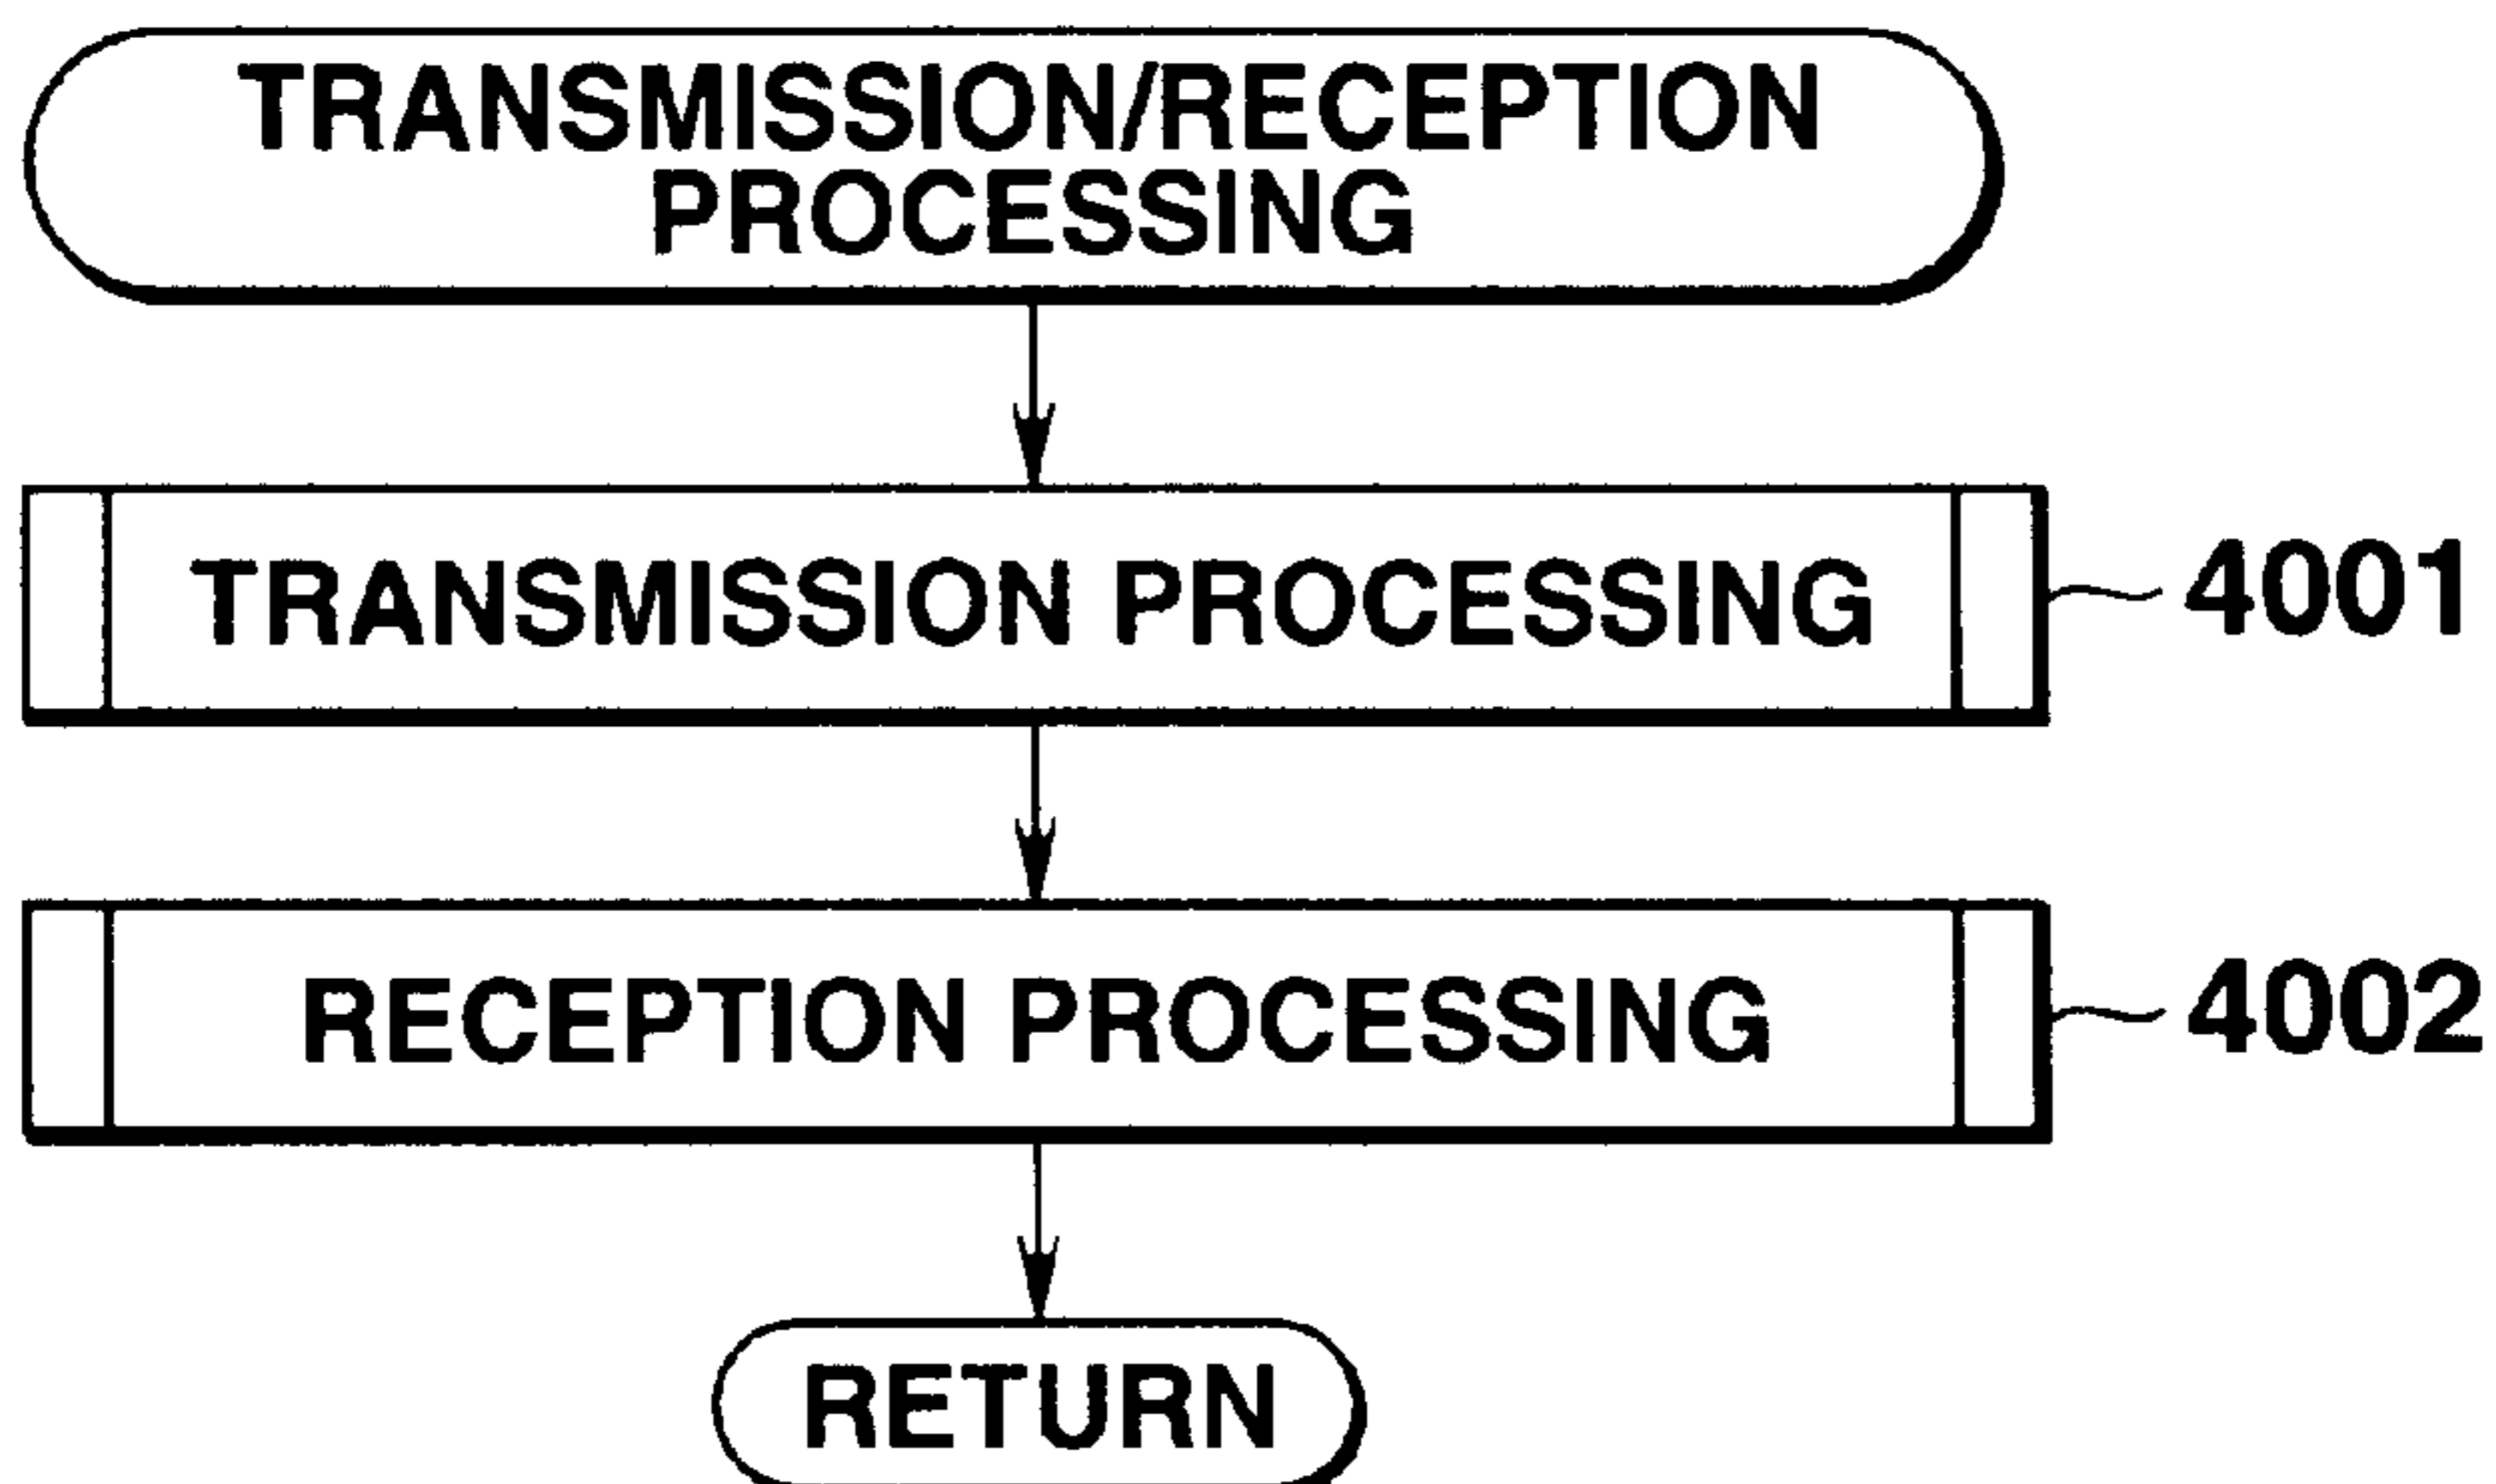 TRANSMISSION/RECEPTION
PROCESSING
TRANSMISSION PROCESSING
4001
RECEPTION PROCESSING
4002
RETURN